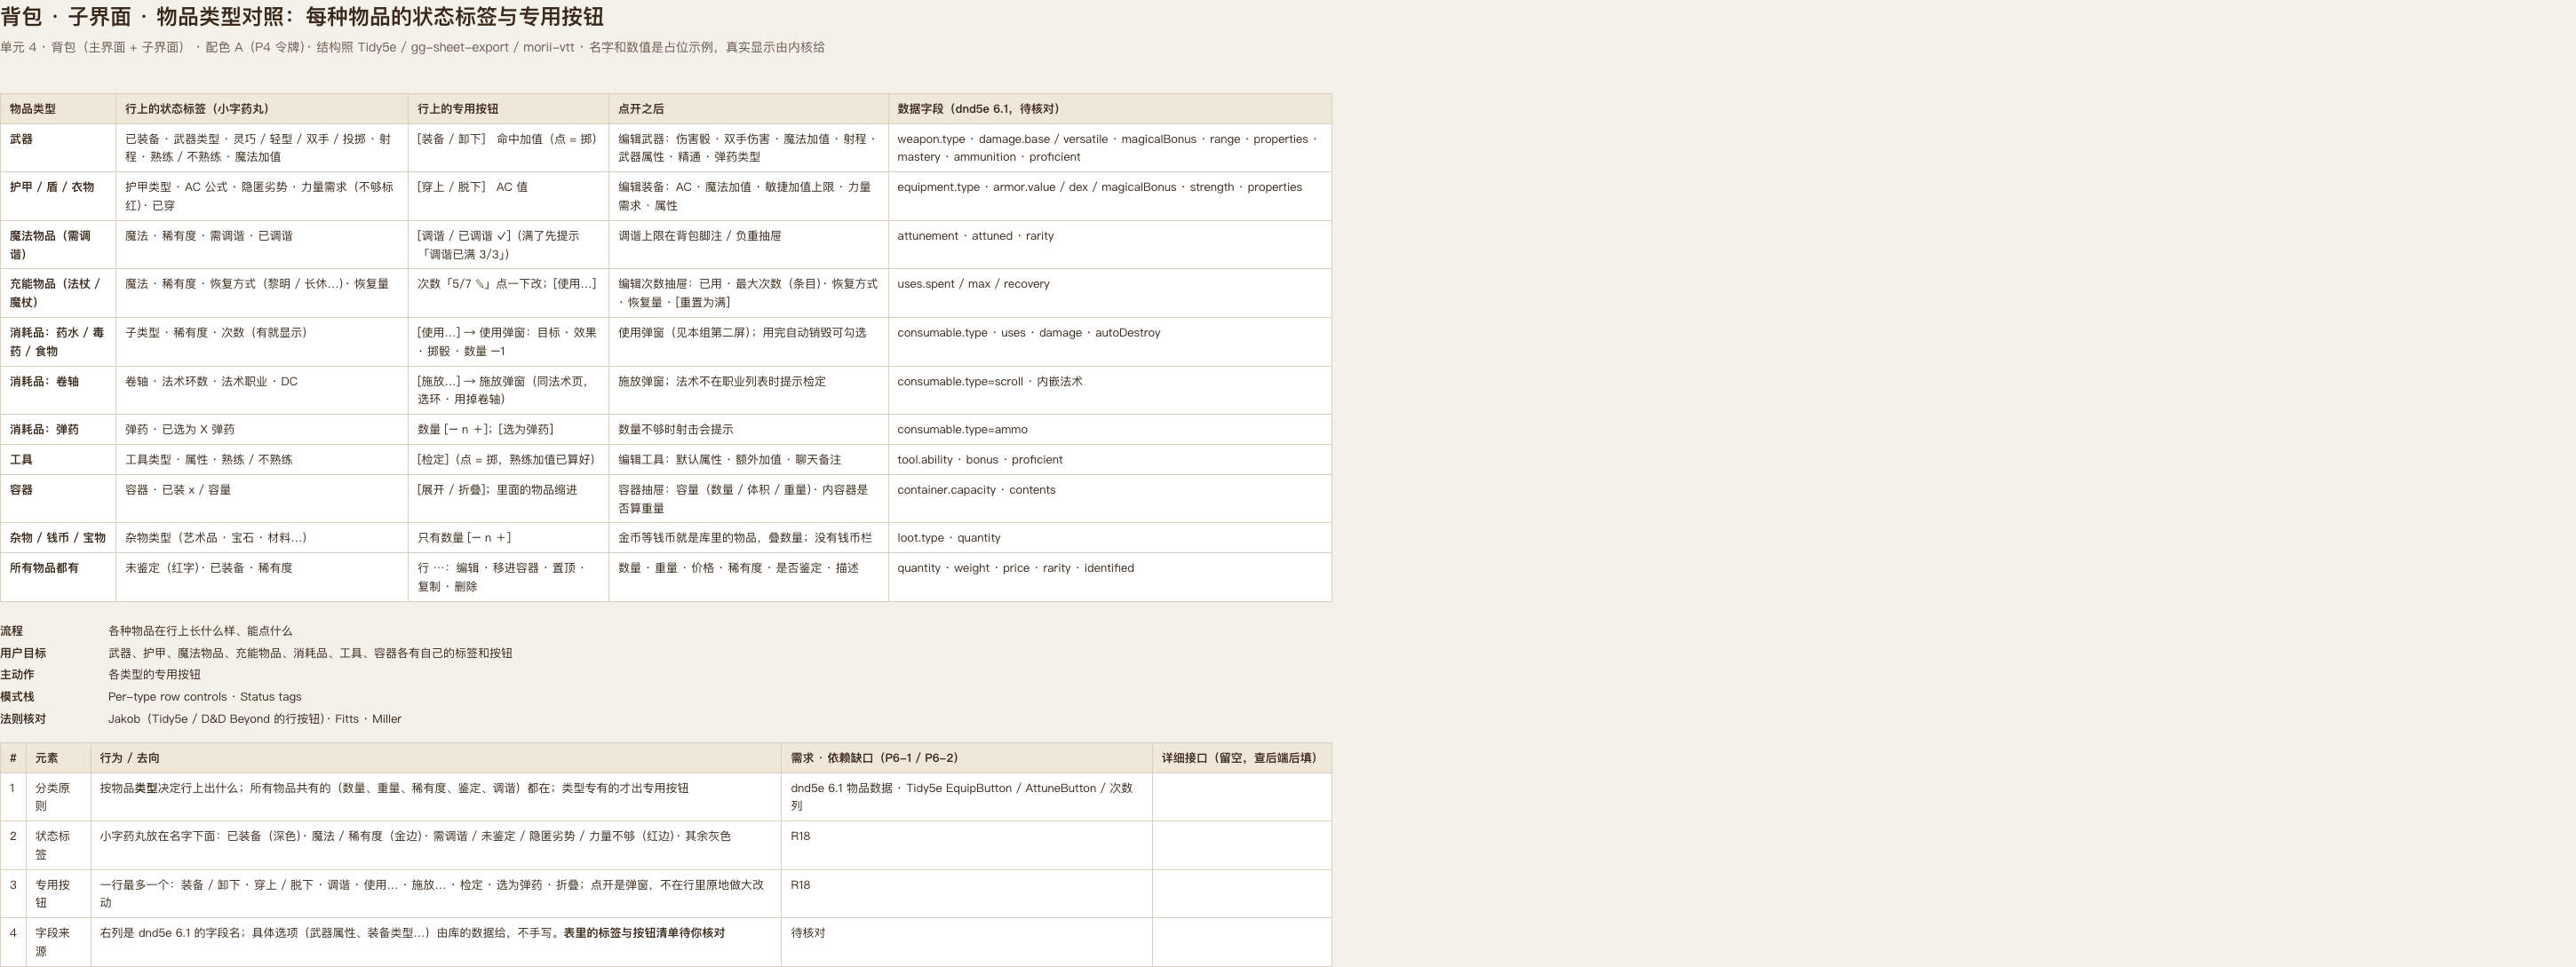 背包 · 子界面 · 物品类型对照：每种物品的状态标签与专用按钮
单元 4 · 背包（主界面 + 子界面） · 配色 A（P4 令牌）· 结构照 Tidy5e / gg-sheet-export / morii-vtt · 名字和数值是占位示例，真实显示由内核给
物品类型 行上的状态标签（小字药丸） 行上的专用按钮 点开之后 数据字段（dnd5e 6.1，待核对）
武器 已装备 · 武器类型 · 灵巧 / 轻型 / 双手 / 投掷 · 射 [装备 / 卸下] 命中加值（点 = 掷） 编辑武器：伤害骰 · 双手伤害 · 魔法加值 · 射程 · weapon.type · damage.base / versatile · magicalBonus · range · properties ·
程 · 熟练 / 不熟练 · 魔法加值 武器属性 · 精通 · 弹药类型 mastery · ammunition · proficient
护甲 / 盾 / 衣物 护甲类型 · AC 公式 · 隐匿劣势 · 力量需求（不够标 [穿上 / 脱下] AC 值 编辑装备：AC · 魔法加值 · 敏捷加值上限 · 力量 equipment.type · armor.value / dex / magicalBonus · strength · properties
红）· 已穿 需求 · 属性
魔法物品（需调 魔法 · 稀有度 · 需调谐 · 已调谐 [调谐 / 已调谐 ✓]（满了先提示 调谐上限在背包脚注 / 负重抽屉 attunement · attuned · rarity
谐） 「调谐已满 3/3」）
充能物品（法杖 / 魔法 · 稀有度 · 恢复方式（黎明 / 长休…）· 恢复量 次数「5/7 ✎」点一下改；[使用…] 编辑次数抽屉：已用 · 最大次数（条目）· 恢复方式 uses.spent / max / recovery
魔杖） · 恢复量 · [重置为满]
消耗品：药水 / 毒 子类型 · 稀有度 · 次数（有就显示） [使用…] → 使用弹窗：目标 · 效果 使用弹窗（见本组第二屏）；用完自动销毁可勾选 consumable.type · uses · damage · autoDestroy
药 / 食物 · 掷骰 · 数量 −1
消耗品：卷轴 卷轴 · 法术环数 · 法术职业 · DC [施放…] → 施放弹窗（同法术页， 施放弹窗；法术不在职业列表时提示检定 consumable.type=scroll · 内嵌法术
选环 · 用掉卷轴）
消耗品：弹药 弹药 · 已选为 X 弹药 数量 [− n +]；[选为弹药] 数量不够时射击会提示 consumable.type=ammo
工具 工具类型 · 属性 · 熟练 / 不熟练 [检定]（点 = 掷，熟练加值已算好） 编辑工具：默认属性 · 额外加值 · 聊天备注 tool.ability · bonus · proficient
容器 容器 · 已装 x / 容量 [展开 / 折叠]；里面的物品缩进 容器抽屉：容量（数量 / 体积 / 重量）· 内容器是 container.capacity · contents
否算重量
杂物 / 钱币 / 宝物 杂物类型（艺术品 · 宝石 · 材料…） 只有数量 [− n +] 金币等钱币就是库里的物品，叠数量；没有钱币栏 loot.type · quantity
所有物品都有 未鉴定（红字）· 已装备 · 稀有度 行 ⋯：编辑 · 移进容器 · 置顶 · 数量 · 重量 · 价格 · 稀有度 · 是否鉴定 · 描述 quantity · weight · price · rarity · identified
复制 · 删除
流程 各种物品在行上长什么样、能点什么
用户目标 武器、护甲、魔法物品、充能物品、消耗品、工具、容器各有自己的标签和按钮
主动作 各类型的专用按钮
模式栈 Per-type row controls · Status tags
法则核对 Jakob（Tidy5e / D&D Beyond 的行按钮）· Fitts · Miller
# 元素 行为 / 去向 需求 · 依赖缺口（P6-1 / P6-2） 详细接口（留空，查后端后填）
1 分类原 按物品类型决定行上出什么；所有物品共有的（数量、重量、稀有度、鉴定、调谐）都在；类型专有的才出专用按钮 dnd5e 6.1 物品数据 · Tidy5e EquipButton / AttuneButton / 次数
则 列
2 状态标 小字药丸放在名字下面：已装备（深色）· 魔法 / 稀有度（金边）· 需调谐 / 未鉴定 / 隐匿劣势 / 力量不够（红边）· 其余灰色 R18
签
3 专用按 一行最多一个：装备 / 卸下 · 穿上 / 脱下 · 调谐 · 使用… · 施放… · 检定 · 选为弹药 · 折叠；点开是弹窗，不在行里原地做大改 R18
钮 动
4 字段来 右列是 dnd5e 6.1 的字段名；具体选项（武器属性、装备类型…）由库的数据给，不手写。表里的标签与按钮清单待你核对 待核对
源